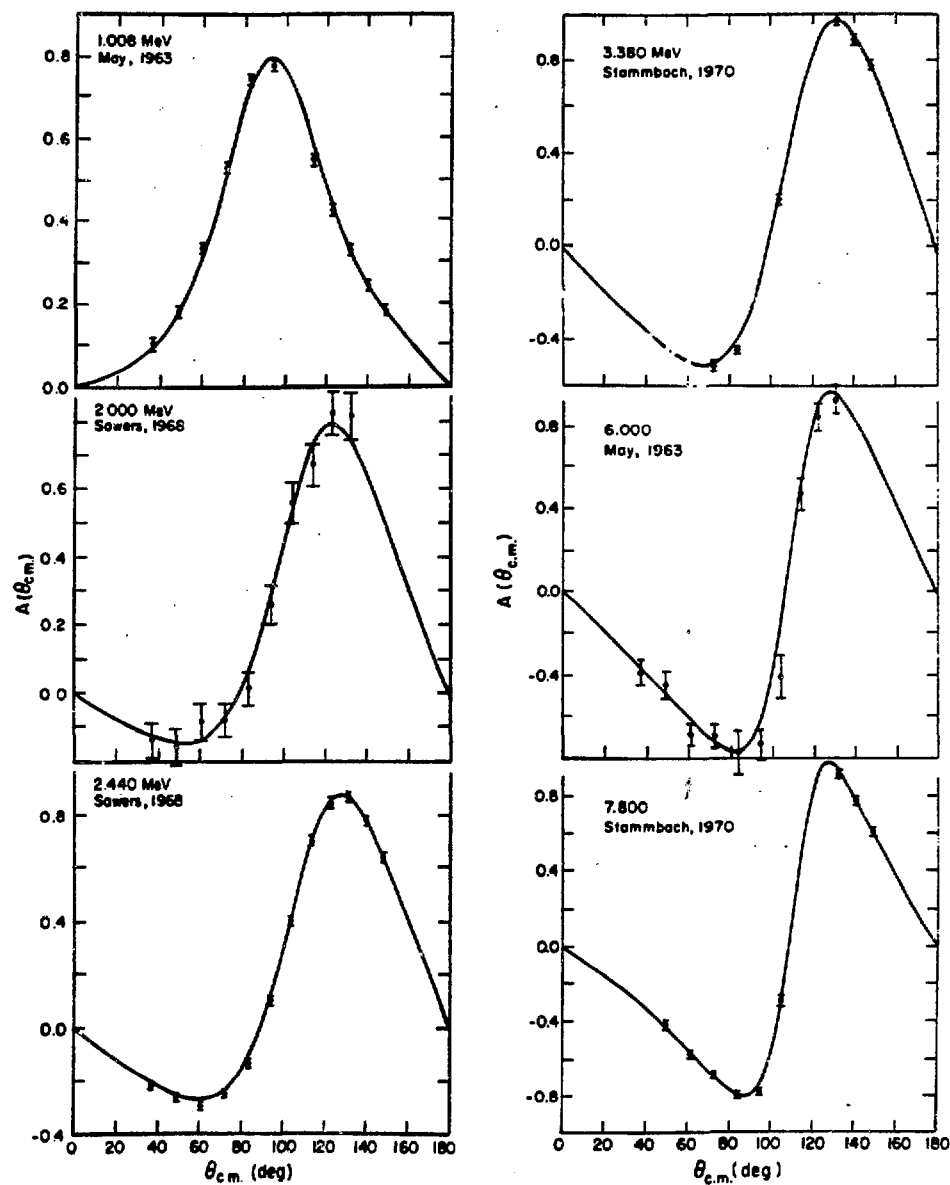 1.008 MeV
May, 1963
0.8
0.6
0.4
0.2
0.0
2.000 MeV
Sawers, 1968
0.6
0.4
0.2
0.0
A(θc.m.)
2.440 MeV
Sawers, 1968
0.8
0.4
0.0
-0.4
0 20 40 60 80 100 120 140 160 180
θc.m. (deg)
3.380 MeV
Stammbach, 1970
0.8
0.4
0.0
-0.4
6.000
May, 1963
0.8
0.4
0.0
-0.4
A(θc.m.)
7.800
Stammbach, 1970
0.8
0.4
0.0
-0.4
-0.8
0 20 40 60 80 100 120 140 160 180
θc.m. (deg)